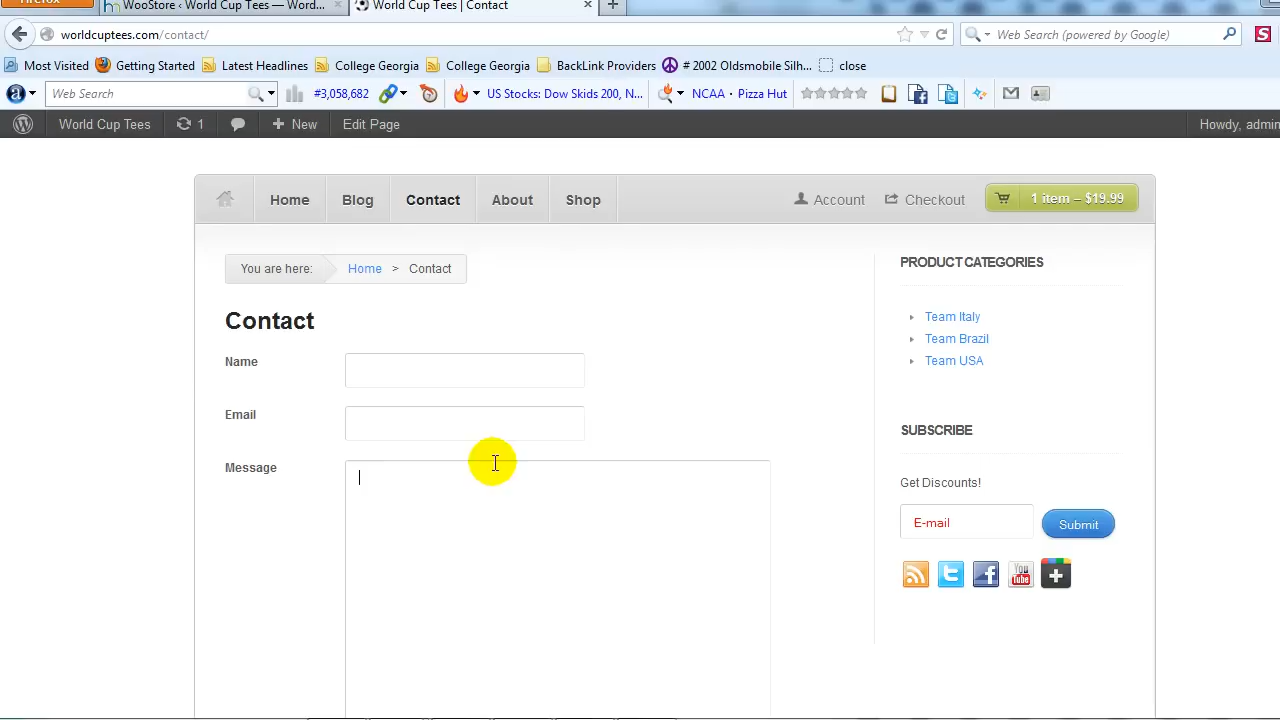 Firefox
WooStore ‹ World Cup Tees — Word...
World Cup Tees | Contact
worldcuptees.com/contact/
Web Search (powered by Google)
Most Visited Getting Started Latest Headlines College Georgia College Georgia BackLink Providers # 2002 Oldsmobile Silh... close
Web Search #3,058,682 US Stocks: Dow Skids 200, N... NCAA • Pizza Hut
World Cup Tees 1 New Edit Page Howdy, admin
Home Blog Contact About Shop Account Checkout 1 item – $19.99
You are here: Home > Contact
Contact
Name
Email
Message
PRODUCT CATEGORIES
Team Italy
Team Brazil
Team USA
SUBSCRIBE
Get Discounts!
E-mail Submit
You Tube